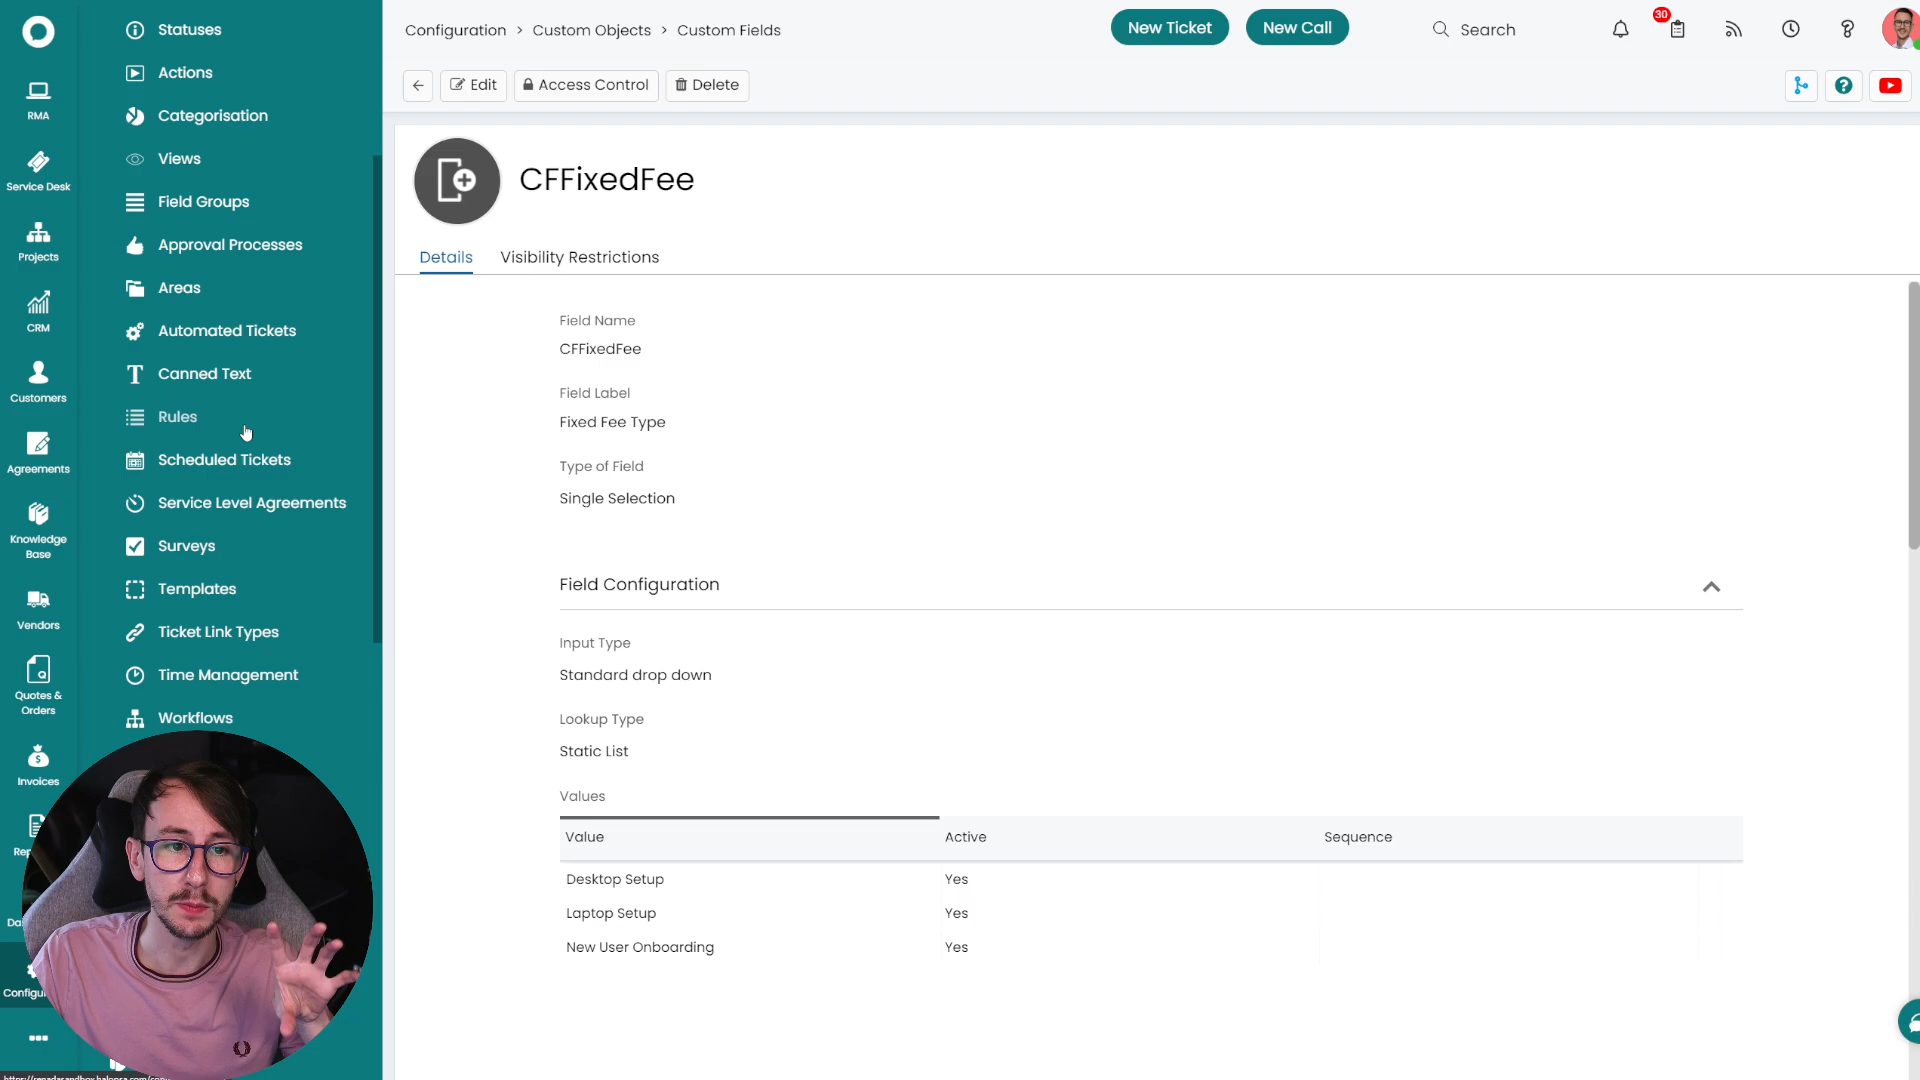 RMA
Service Desk
Projects
CRM
Customers
Agreements
Knowledge
Base
Vendors
Quotes &
Orders
Invoices
Statuses
Actions
Categorisation
Views
Field Groups
Approval Processes
Areas
Automated Tickets
Canned Text
Rules
Scheduled Tickets
Service Level Agreements
Surveys
Templates
Ticket Link Types
Time Management
Workflows
Configuration > Custom Objects > Custom Fields
New Ticket
New Call
Search
30
Edit
Access Control
Delete
CFFixedFee
Details
Visibility Restrictions
Field Name
CFFixedFee
Field Label
Fixed Fee Type
Type of Field
Single Selection
Field Configuration
Input Type
Standard drop down
Lookup Type
Static List
Values
Value Active Sequence
Desktop Setup Yes
Laptop Setup Yes
New User Onboarding Yes